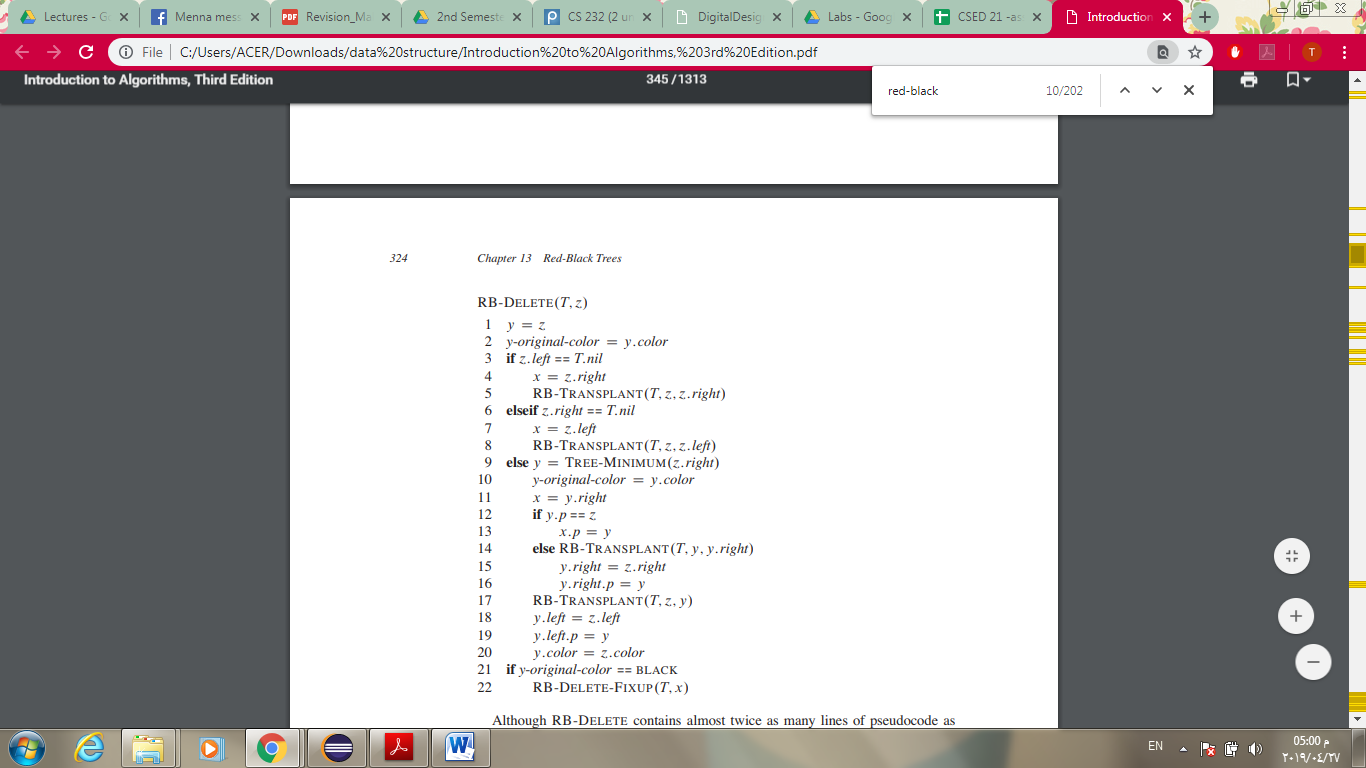 Lectures - G
Menna mess
Revision_Ma
2nd Semeste
CS 232 (2 un
DigitalDesig
Labs - Goog
CSED 21 -as
Introduction
File C:/Users/ACER/Downloads/data%20structure/Introduction%20to%20Algorithms,%203rd%20Edition.pdf
Introduction to Algorithms, Third Edition
345 / 1313
red-black 10/202
324 Chapter 13 Red-Black Trees
RB-DELETE(T, z)
1 y = z
2 y-original-color = y.color
3 if z.left == T.nil
4 x = z.right
5 RB-TRANSPLANT(T, z, z.right)
6 elseif z.right == T.nil
7 x = z.left
8 RB-TRANSPLANT(T, z, z.left)
9 else y = TREE-MINIMUM(z.right)
10 y-original-color = y.color
11 x = y.right
12 if y.p == z
13 x.p = y
14 else RB-TRANSPLANT(T, y, y.right)
15 y.right = z.right
16 y.right.p = y
17 RB-TRANSPLANT(T, z, y)
18 y.left = z.left
19 y.left.p = y
20 y.color = z.color
21 if y-original-color == BLACK
22 RB-DELETE-FIXUP(T, x)
Although RB-DELETE contains almost twice as many lines of pseudocode as
EN
05:00 م
٢٠١٩/٠٤/٢٧